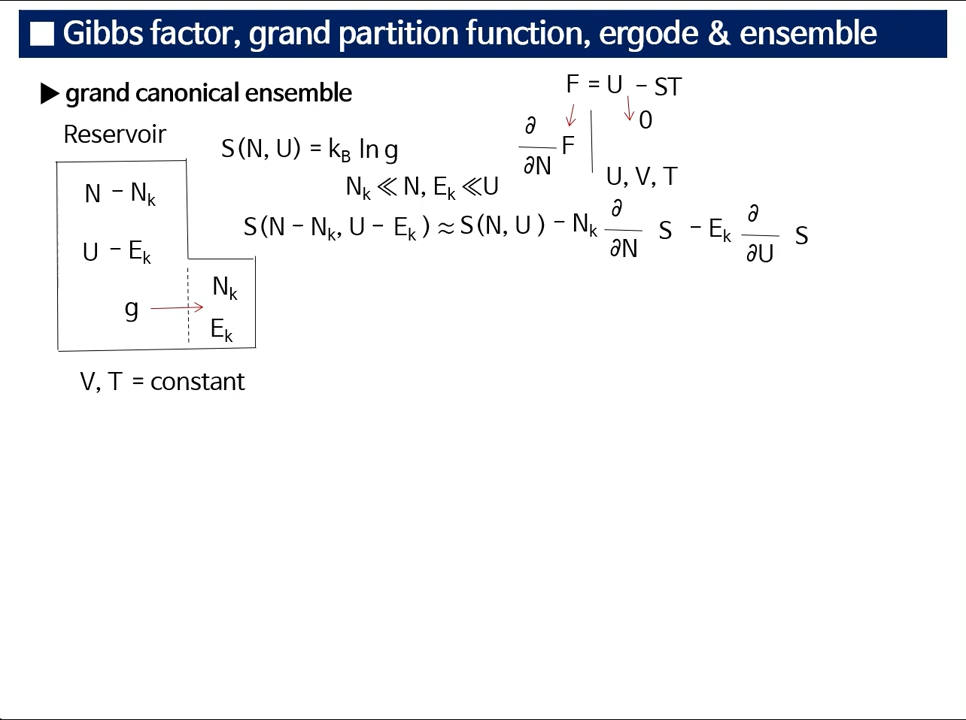 ■ Gibbs factor, grand partition function, ergode & ensemble
▶ grand canonical ensemble
F = U − ST
0
∂
∂N F
U, V, T
Reservoir
S(N, U) = k_B ln g
N_k ≪ N, E_k ≪U
N − N_k
S(N − N_k, U − E_k ) ≈ S(N, U ) − N_k ∂/∂N S − E_k ∂/∂U S
U − E_k
N_k
g
E_k
V, T = constant